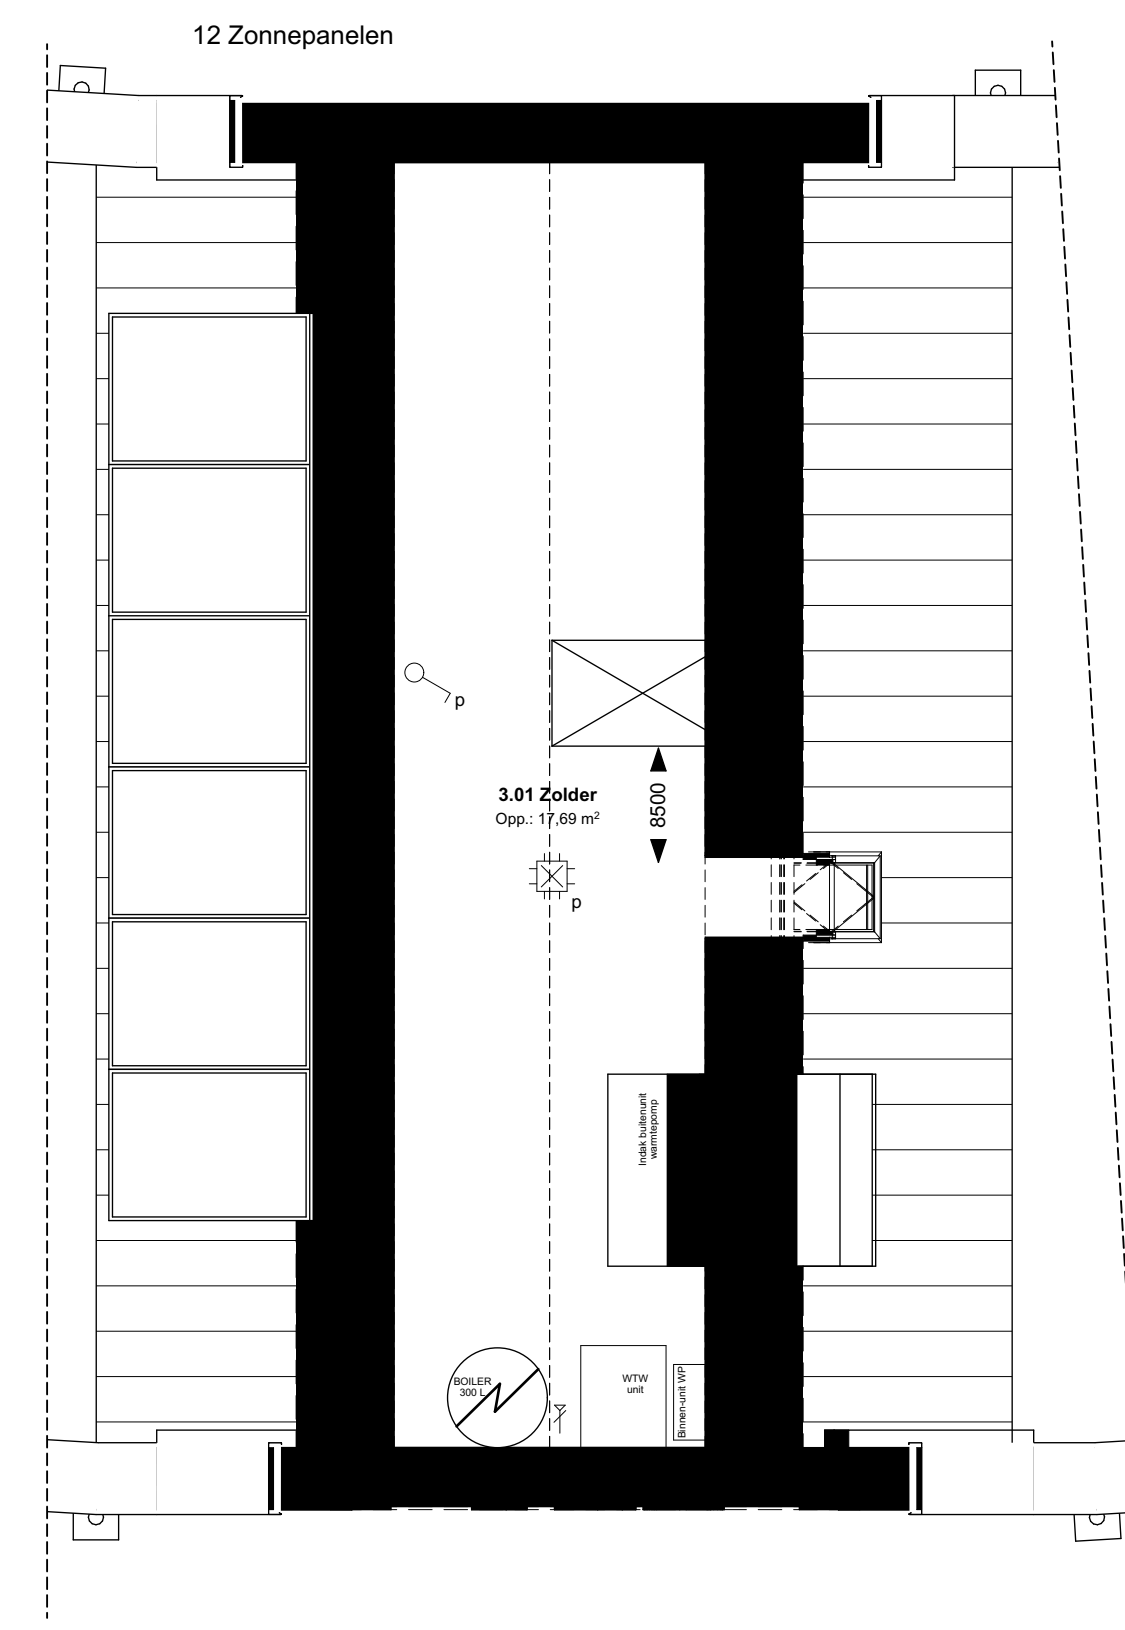 12 Zonnepanelen
p
3.01 Zolder
Opp.: 17,69 m²
8500
p
Indak buitenunit
warmtepomp
BOILER
300 L
WTW
unit
Binnen-unit WP